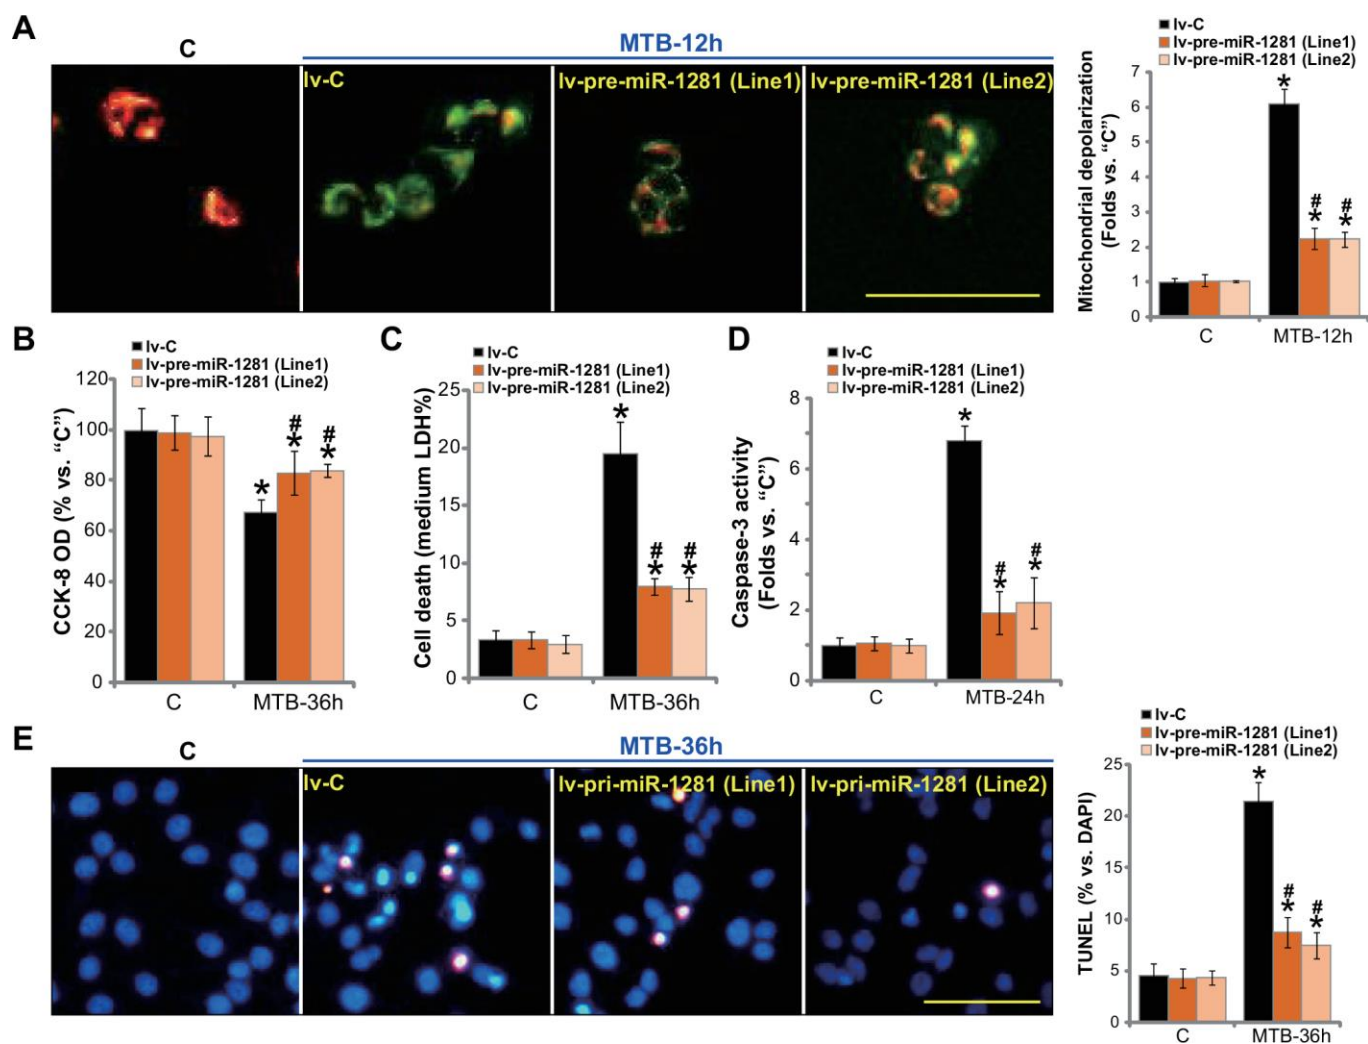 A
C
MTB-12h
lv-C
lv-pre-miR-1281 (Line1)
lv-pre-miR-1281 (Line2)
lv-C
lv-pre-miR-1281 (Line1)
lv-pre-miR-1281 (Line2)
Mitochondrial depolarization
(Folds vs. “C”)
7
6
5
4
3
2
1
0
*
#
*
#
*
C
MTB-12h
B
lv-C
lv-pre-miR-1281 (Line1)
lv-pre-miR-1281 (Line2)
CCK-8 OD (% vs. “C”)
120
100
80
60
40
20
0
*
#
*
#
*
C
MTB-36h
C
lv-C
lv-pre-miR-1281 (Line1)
lv-pre-miR-1281 (Line2)
Cell death (medium LDH%)
25
20
15
10
5
0
*
#
*
#
*
C
MTB-36h
D
lv-C
lv-pre-miR-1281 (Line1)
lv-pre-miR-1281 (Line2)
Caspase-3 activity
(Folds vs. “C”)
8
6
4
2
0
*
#
*
#
*
C
MTB-24h
E
C
MTB-36h
lv-C
lv-pri-miR-1281 (Line1)
lv-pri-miR-1281 (Line2)
lv-C
lv-pre-miR-1281 (Line1)
lv-pre-miR-1281 (Line2)
TUNEL (% vs. DAPI)
25
20
15
10
5
0
*
#
*
#
*
C
MTB-36h